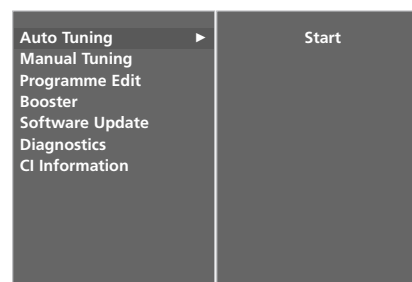 Auto Tuning ► Start
Manual Tuning
Programme Edit
Booster
Software Update
Diagnostics
CI Information